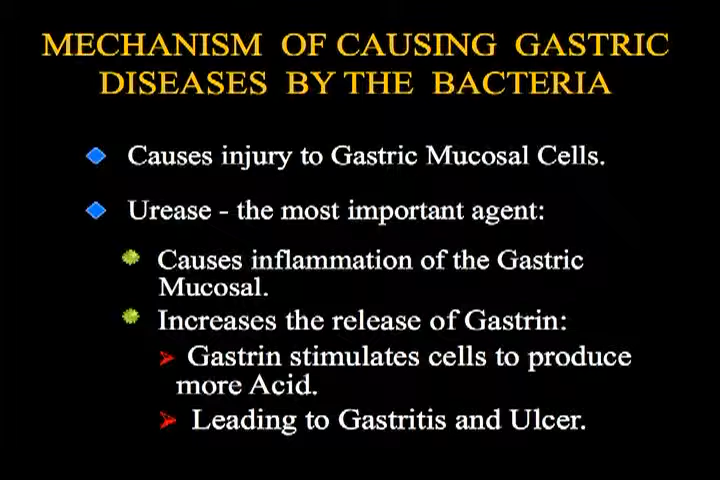 MECHANISM OF CAUSING GASTRIC
DISEASES BY THE BACTERIA
Causes injury to Gastric Mucosal Cells.
Urease - the most important agent:
Causes inflammation of the Gastric
Mucosal.
Increases the release of Gastrin:
Gastrin stimulates cells to produce
more Acid.
Leading to Gastritis and Ulcer.